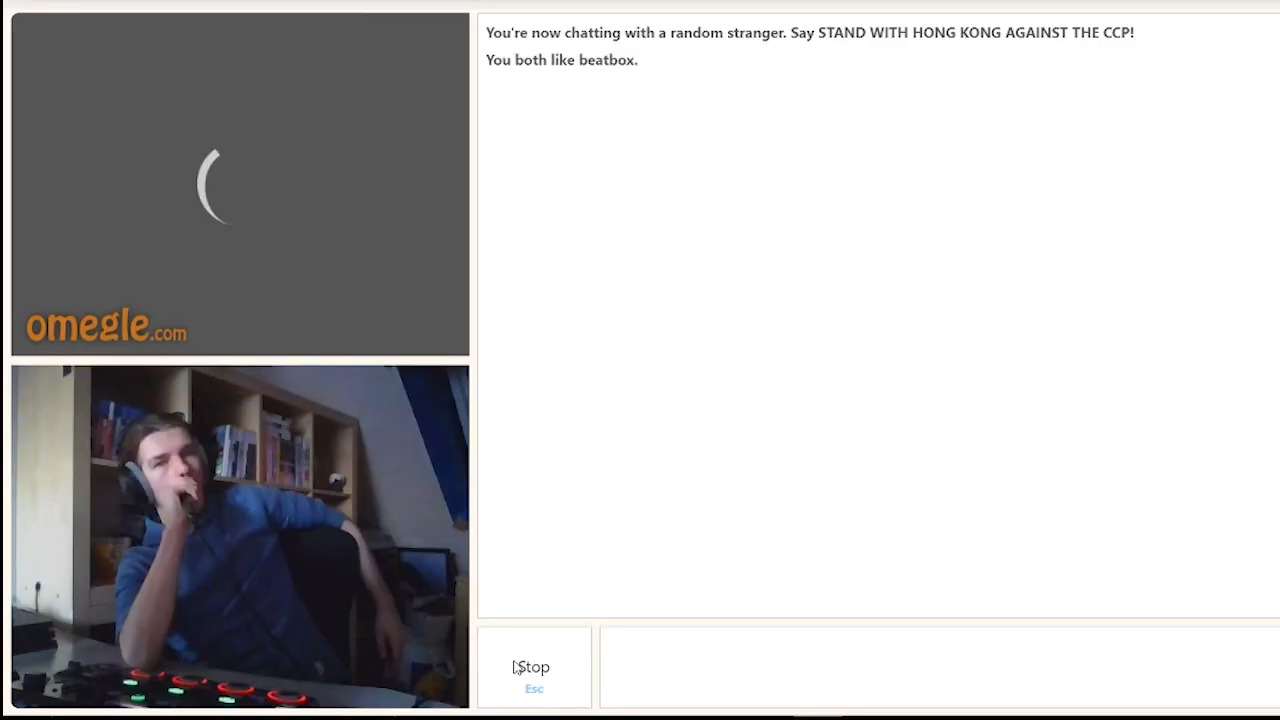 You're now chatting with a random stranger. Say STAND WITH HONG KONG AGAINST THE CCP!
You both like beatbox.
omegle.com
Stop
Esc